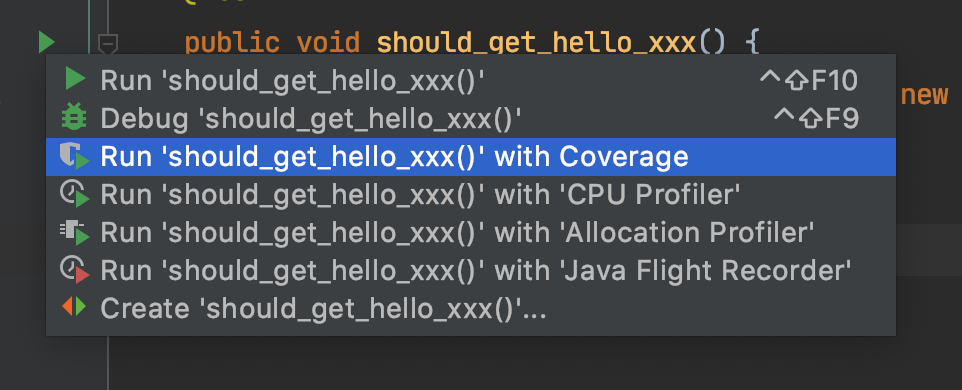 public void should_get_hello_xxx() {
Run 'should_get_hello_xxx()' ^⇧F10
new
Debug 'should_get_hello_xxx()' ^⇧F9
Run 'should_get_hello_xxx()' with Coverage
Run 'should_get_hello_xxx()' with 'CPU Profiler'
Run 'should_get_hello_xxx()' with 'Allocation Profiler'
Run 'should_get_hello_xxx()' with 'Java Flight Recorder'
Create 'should_get_hello_xxx()'...